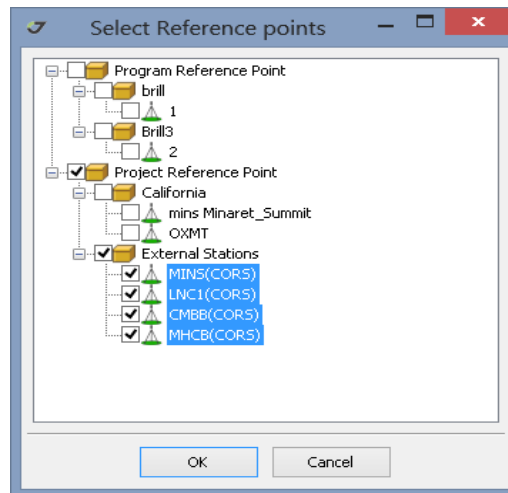 Select Reference points
Program Reference Point
brill
1
Brill3
2
Project Reference Point
California
mins Minaret_Summit
OXMT
External Stations
MINS(CORS)
LNC1(CORS)
CMBB(CORS)
MHCB(CORS)
OK Cancel